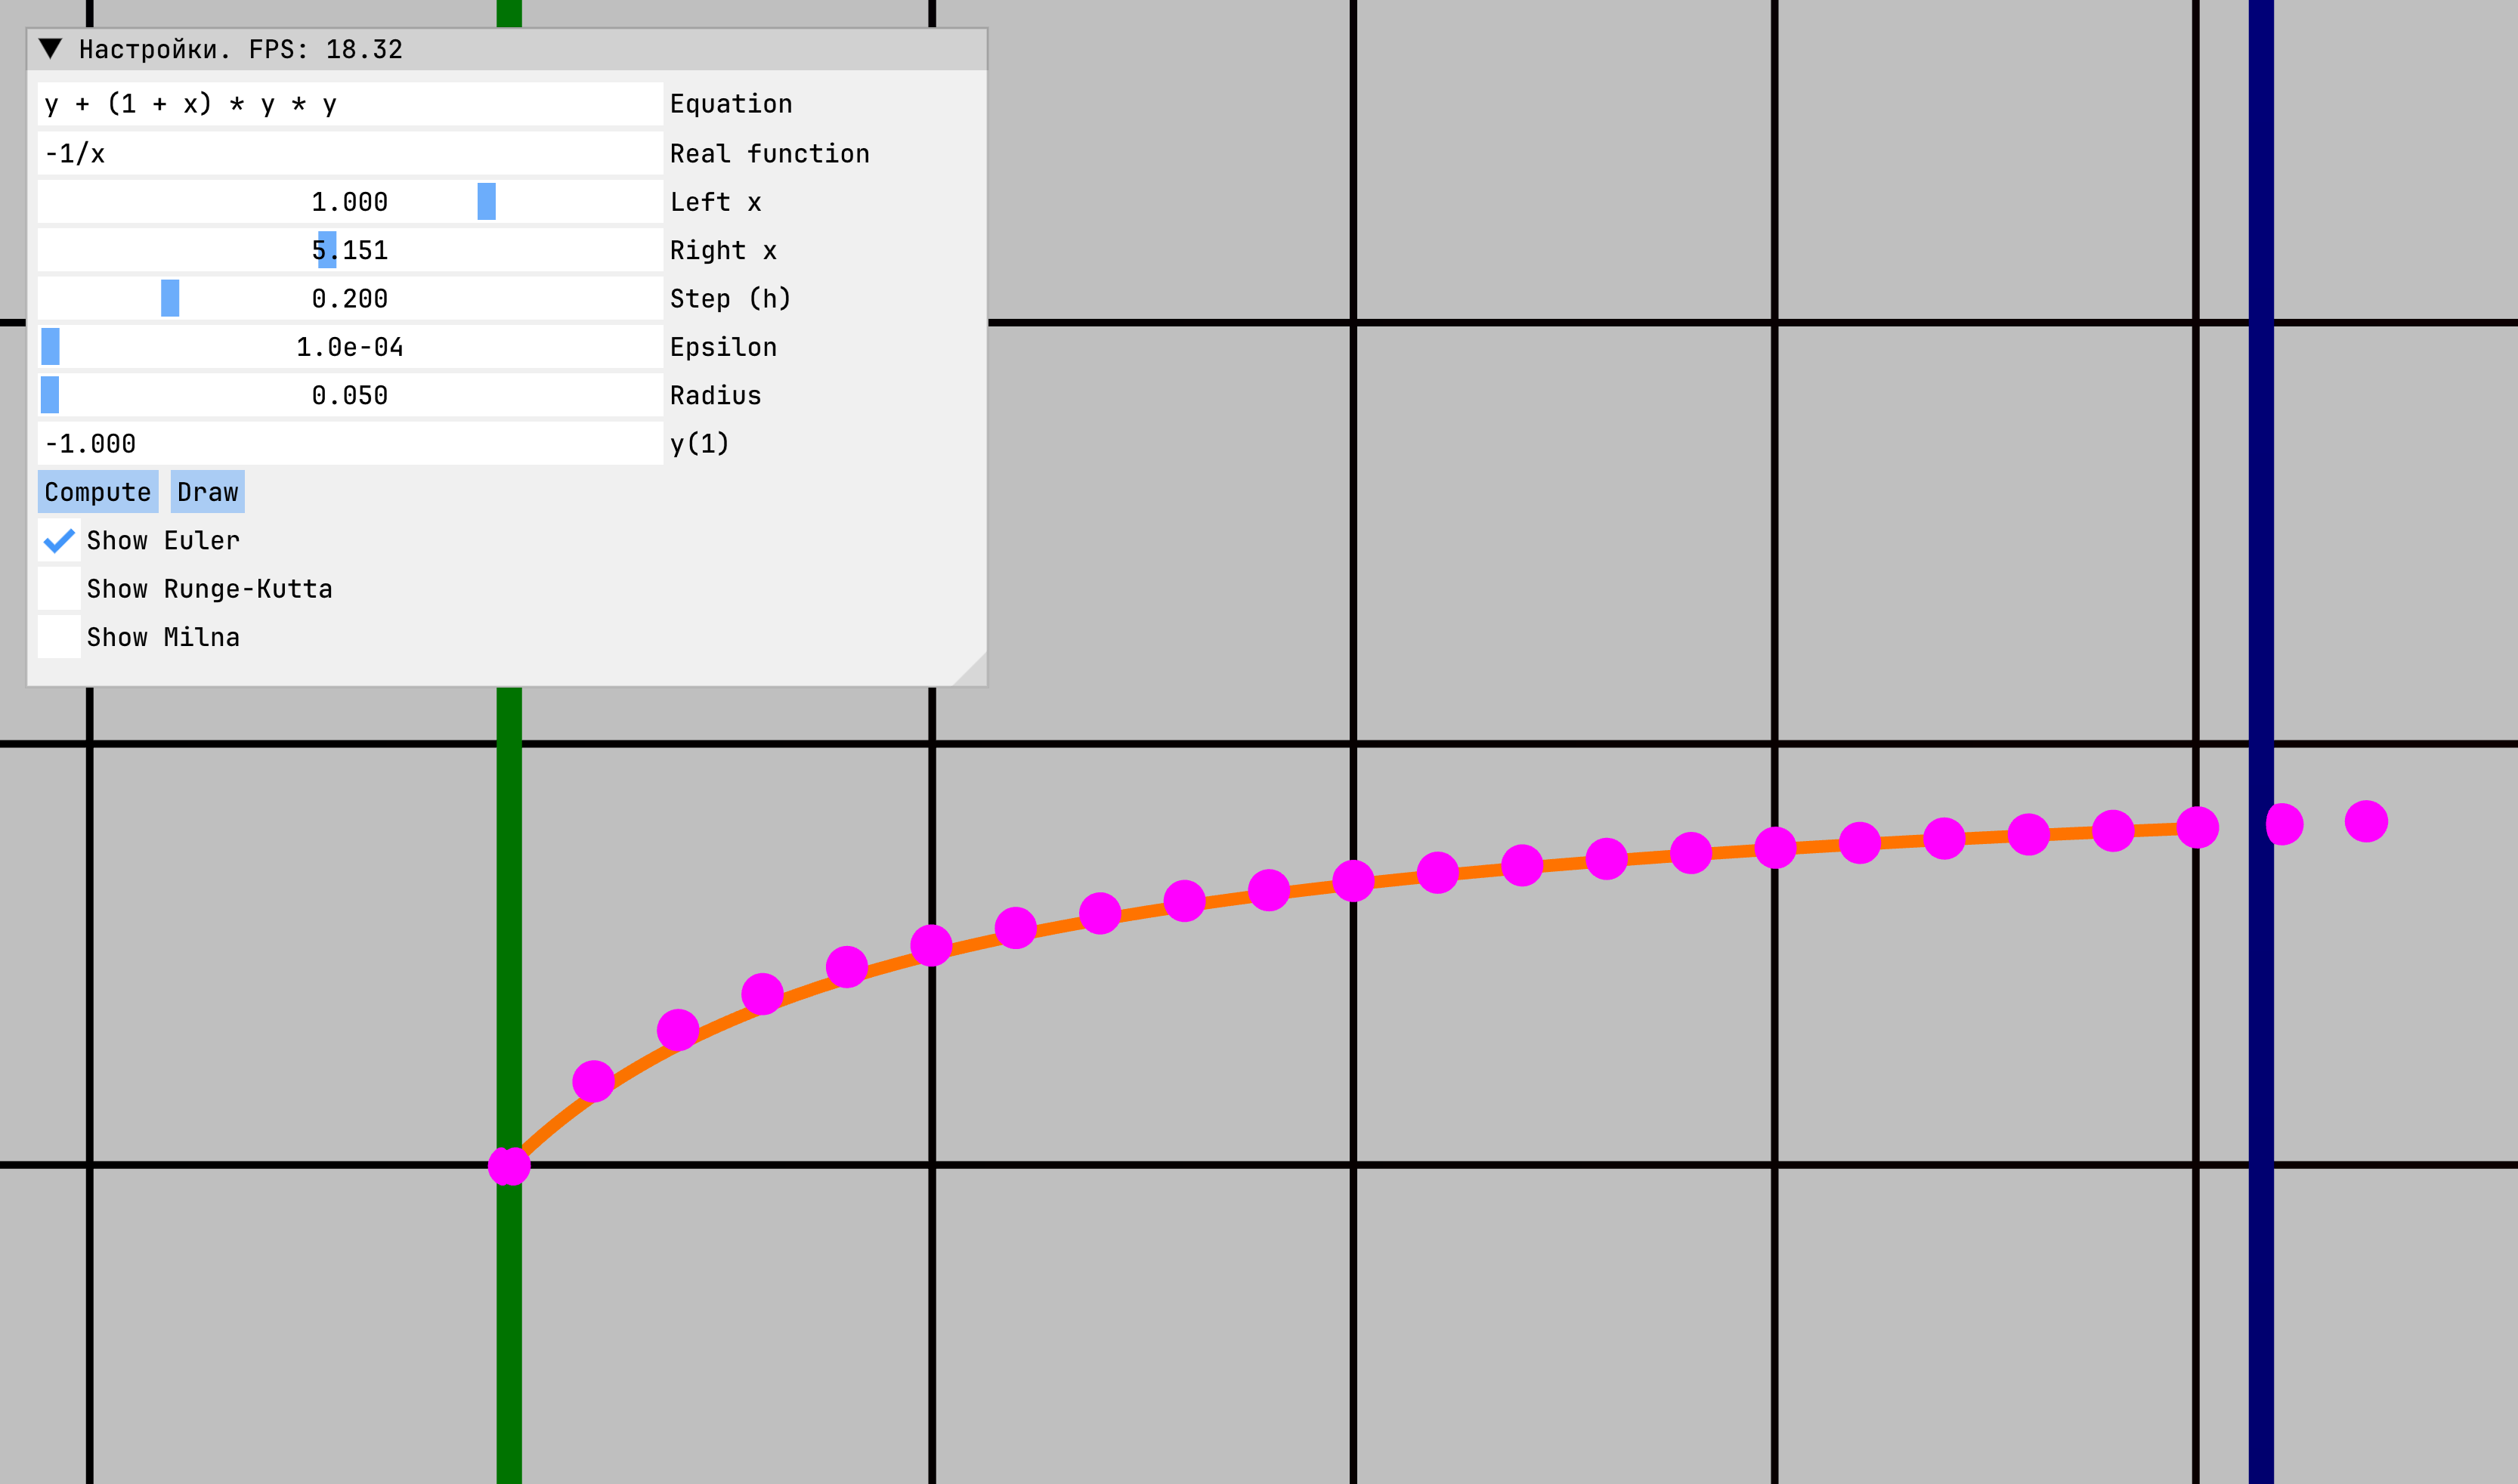 Настройки. FPS: 18.32
y + (1 + x) * y * y Equation
-1/x Real function
1.000 Left x
5.151 Right x
0.200 Step (h)
1.0e-04 Epsilon
0.050 Radius
-1.000 y(1)
Compute Draw
Show Euler
Show Runge-Kutta
Show Milna